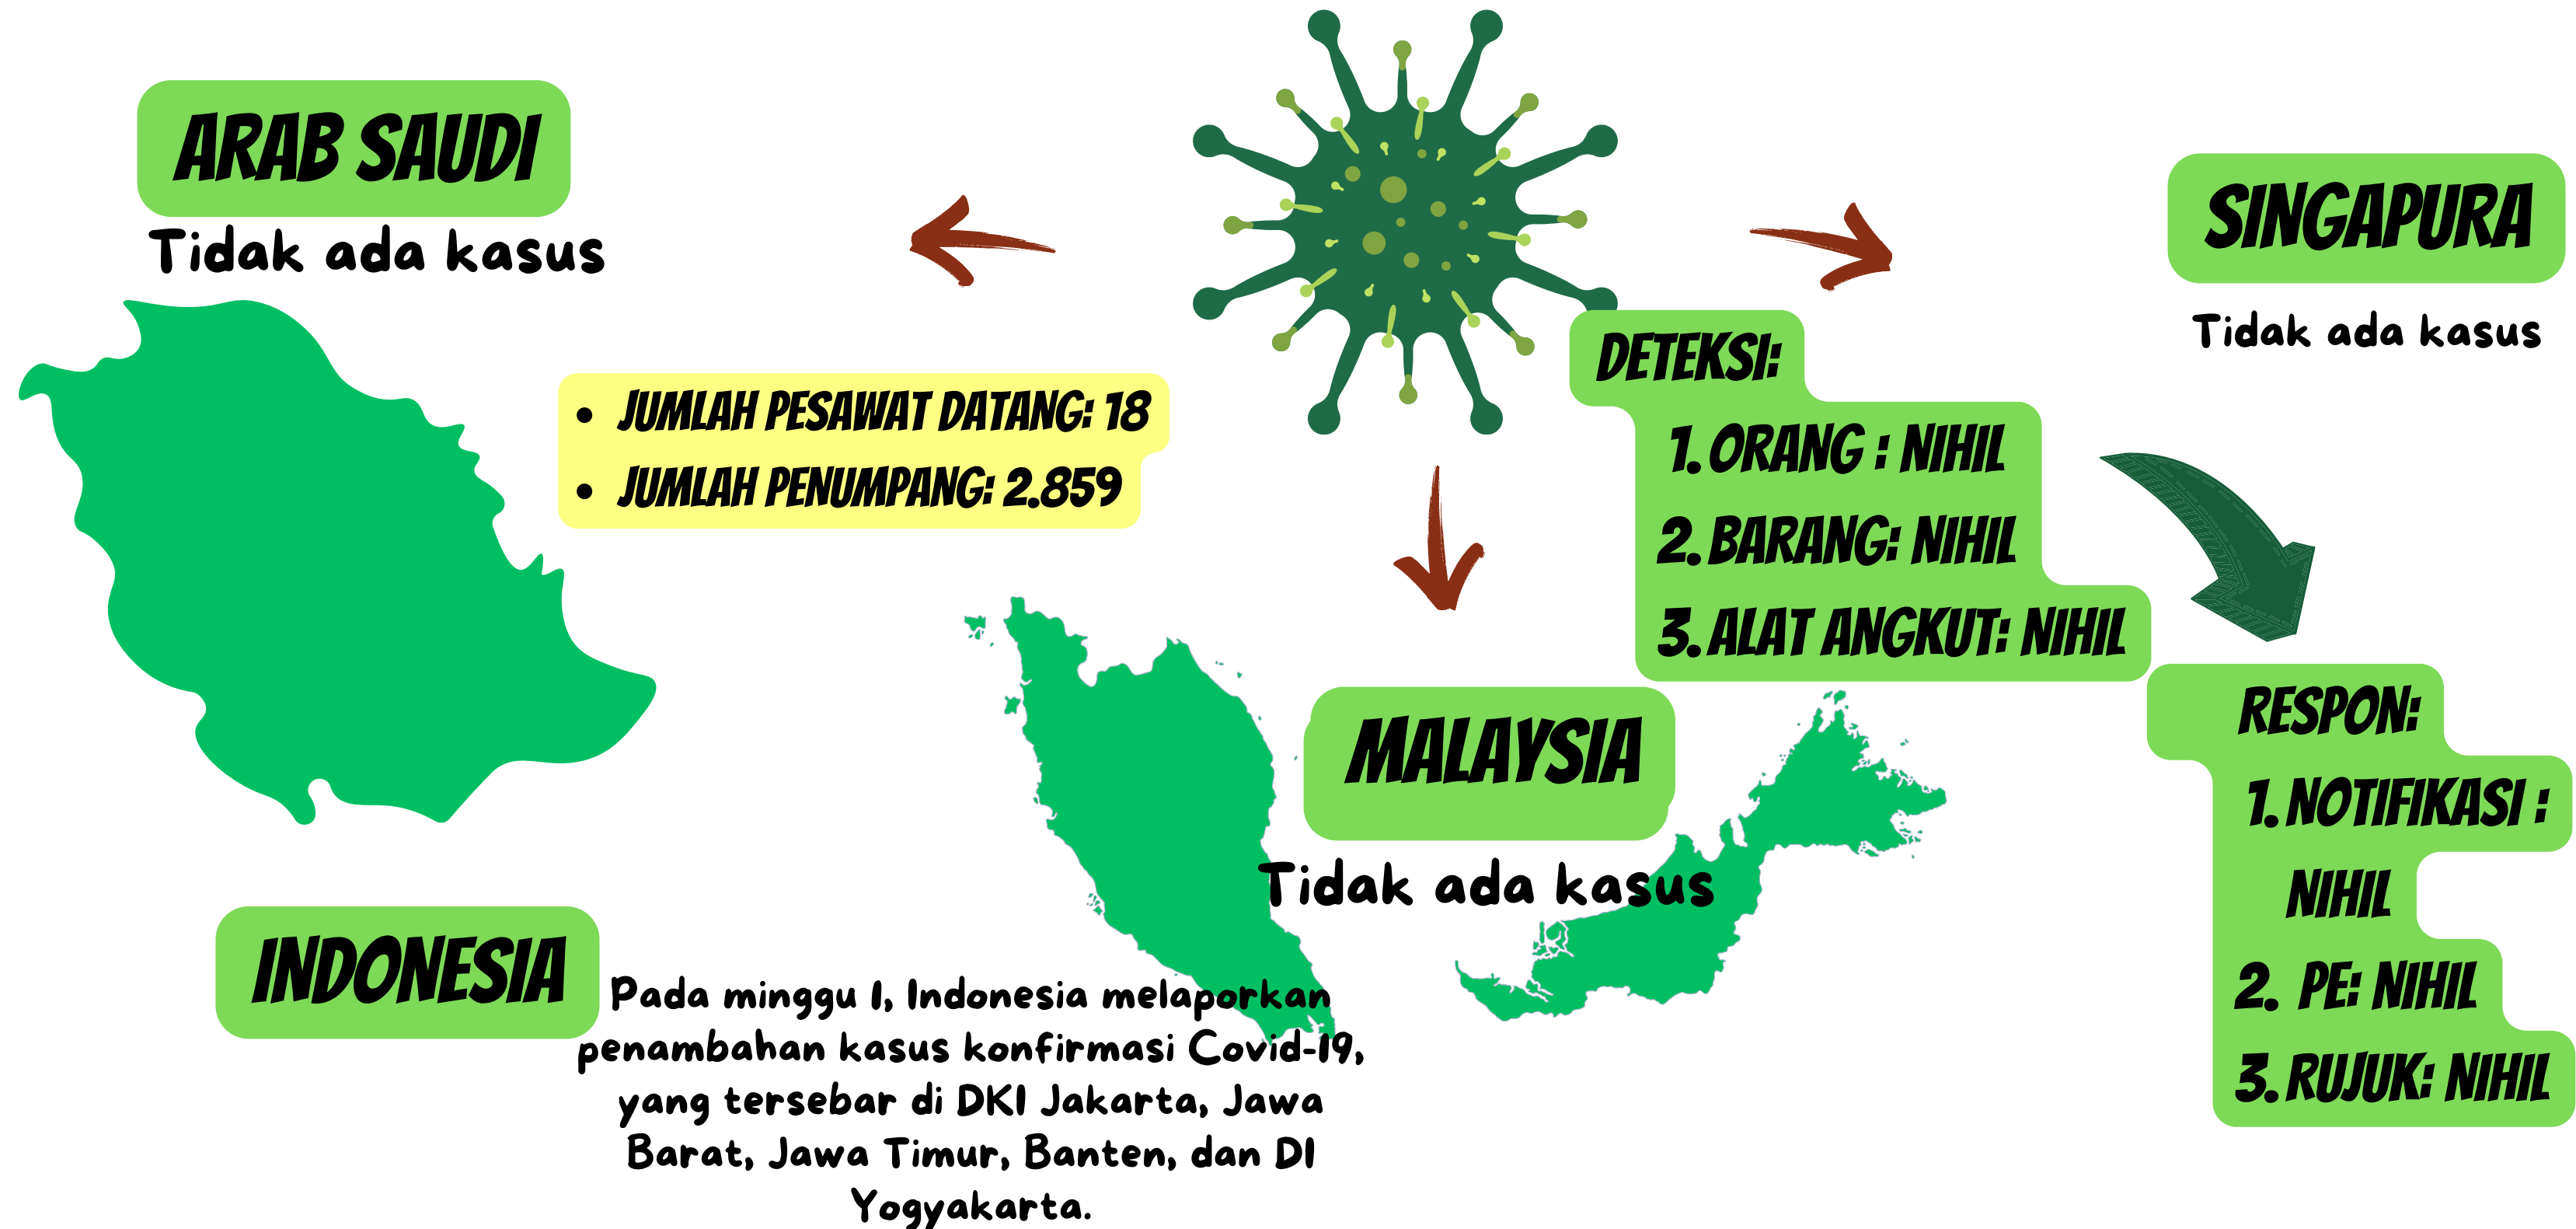 ARAB SAUDI
Tidak ada kasus
SINGAPURA
Tidak ada kasus
• JUMLAH PESAWAT DATANG: 18
• JUMLAH PENUMPANG: 2.859
DETEKSI:
1. ORANG : NIHIL
2. BARANG: NIHIL
3. ALAT ANGKUT: NIHIL
MALAYSIA
Tidak ada kasus
RESPON:
1. NOTIFIKASI :
NIHIL
2. PE: NIHIL
3. RUJUK: NIHIL
INDONESIA
Pada minggu 1, Indonesia melaporkan
penambahan kasus konfirmasi Covid-19,
yang tersebar di DKI Jakarta, Jawa
Barat, Jawa Timur, Banten, dan DI
Yogyakarta.